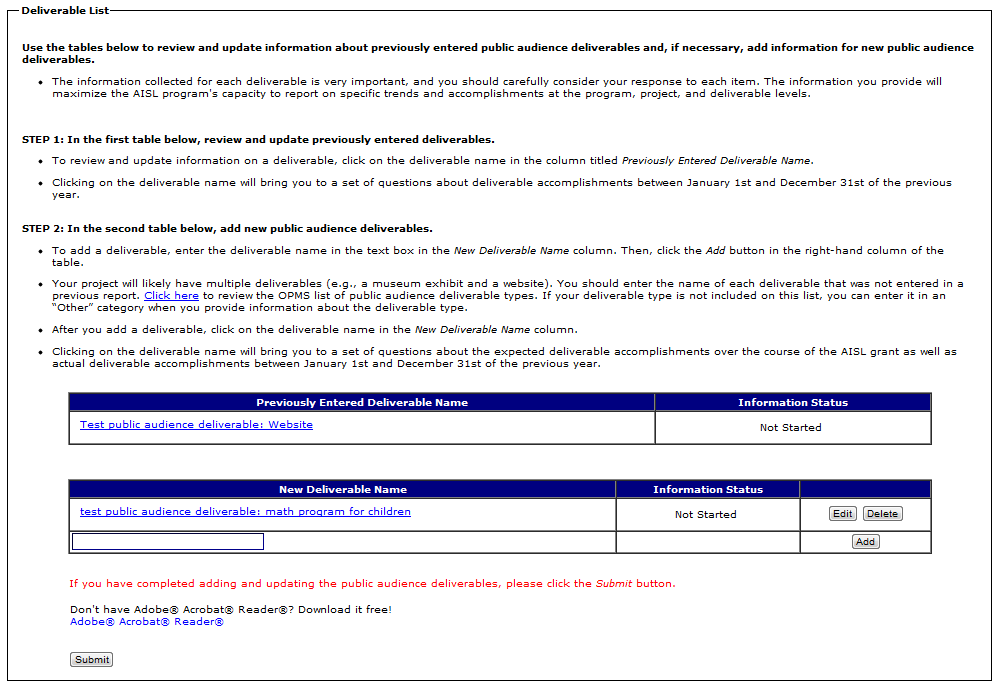 Deliverable List
Use the tables below to review and update information about previously entered public audience deliverables and, if necessary, add information for new public audience
deliverables.
• The information collected for each deliverable is very important, and you should carefully consider your response to each item. The information you provide will
maximize the AISL program's capacity to report on specific trends and accomplishments at the program, project, and deliverable levels.
STEP 1: In the first table below, review and update previously entered deliverables.
• To review and update information on a deliverable, click on the deliverable name in the column titled Previously Entered Deliverable Name.
• Clicking on the deliverable name will bring you to a set of questions about deliverable accomplishments between January 1st and December 31st of the previous
year.
STEP 2: In the second table below, add new public audience deliverables.
• To add a deliverable, enter the deliverable name in the text box in the New Deliverable Name column. Then, click the Add button in the right-hand column of the
table.
• Your project will likely have multiple deliverables (e.g., a museum exhibit and a website). You should enter the name of each deliverable that was not entered in a
previous report. Click here to review the OPMS list of public audience deliverable types. If your deliverable type is not included on this list, you can enter it in an
"Other" category when you provide information about the deliverable type.
• After you add a deliverable, click on the deliverable name in the New Deliverable Name column.
• Clicking on the deliverable name will bring you to a set of questions about the expected deliverable accomplishments over the course of the AISL grant as well as
actual deliverable accomplishments between January 1st and December 31st of the previous year.
Previously Entered Deliverable Name Information Status
Test public audience deliverable: Website Not Started
New Deliverable Name Information Status
test public audience deliverable: math program for children Not Started Edit Delete
Add
If you have completed adding and updating the public audience deliverables, please click the Submit button.
Don't have Adobe® Acrobat® Reader®? Download it free!
Adobe® Acrobat® Reader®
Submit